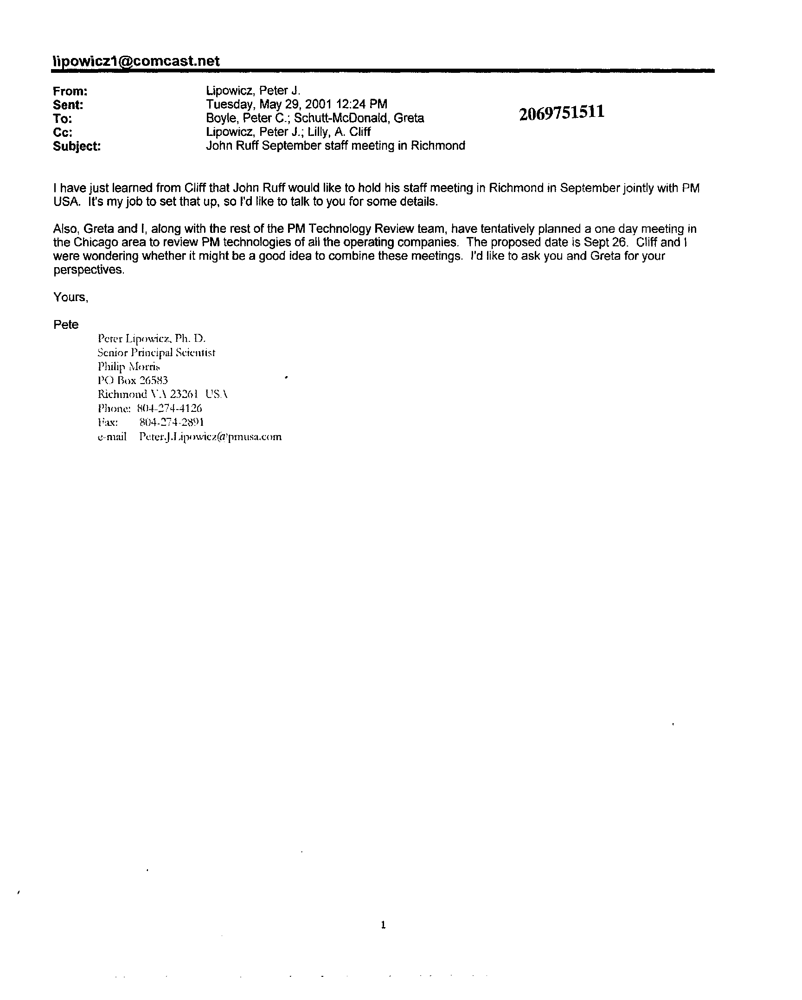 lipowicz1@comcast.net
From: Lipowicz, Peter J.
Sent: Tuesday, May 29, 2001 12:24 PM
To: Boyle, Peter C.; Schutt-McDonald, Greta
Cc: Lipowicz, Peter J.; Lilly, A. Cliff
Subject: John Ruff September staff meeting in Richmond
2069751511
I have just learned from Cliff that John Ruff would like to hold his staff meeting in Richmond in September jointly with PM
USA. It's my job to set that up, so I'd like to talk to you for some details.
Also, Greta and I, along with the rest of the PM Technology Review team, have tentatively planned a one day meeting in
the Chicago area to review PM technologies of all the operating companies. The proposed date is Sept 26. Cliff and I
were wondering whether it might be a good idea to combine these meetings. I'd like to ask you and Greta for your
perspectives.
Yours,
Pete
Peter Lipowicz, Ph. D.
Senior Principal Scientist
Philip Morris
PO Box 26583
Richmond VA 23261 USA
Phone: 804-274-4126
Fax: 804-274-2891
e-mail Peter.J.Lipowicz@pmusa.com
1